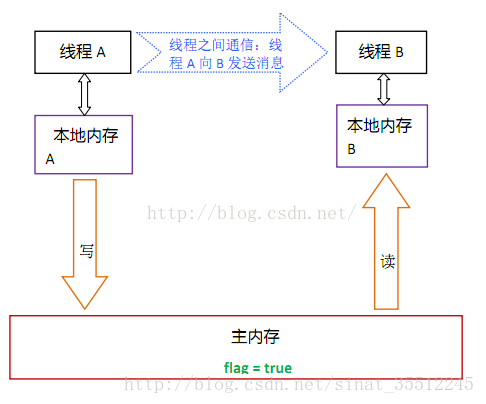 线程 A
线程之间通信：线
程 A 向 B 发送消息
线程 B
本地内存
A
本地内存
B
http://blog.csdn.net/
写
读
主内存
flag = true
http://blog.csdn.net/sinat_35512245